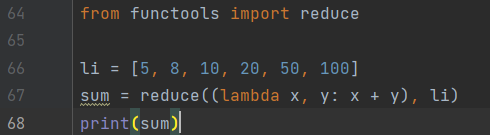 64 from functools import reduce
65
66 li = [5, 8, 10, 20, 50, 100]
67 sum = reduce((lambda x, y: x + y), li)
68 print(sum)